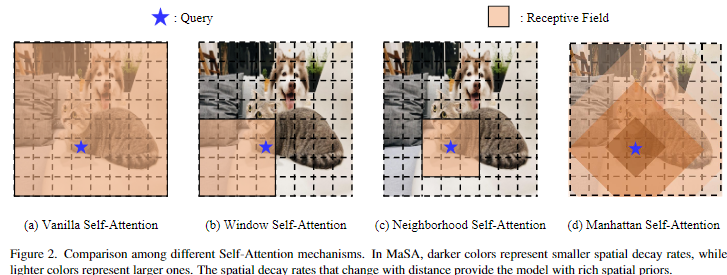 : Query
: Receptive Field
(a) Vanilla Self-Attention
(b) Window Self-Attention
(c) Neighborhood Self-Attention
(d) Manhattan Self-Attention
Figure 2. Comparison among different Self-Attention mechanisms. In MaSA, darker colors represent smaller spatial decay rates, while
lighter colors represent larger ones. The spatial decay rates that change with distance provide the model with rich spatial priors.